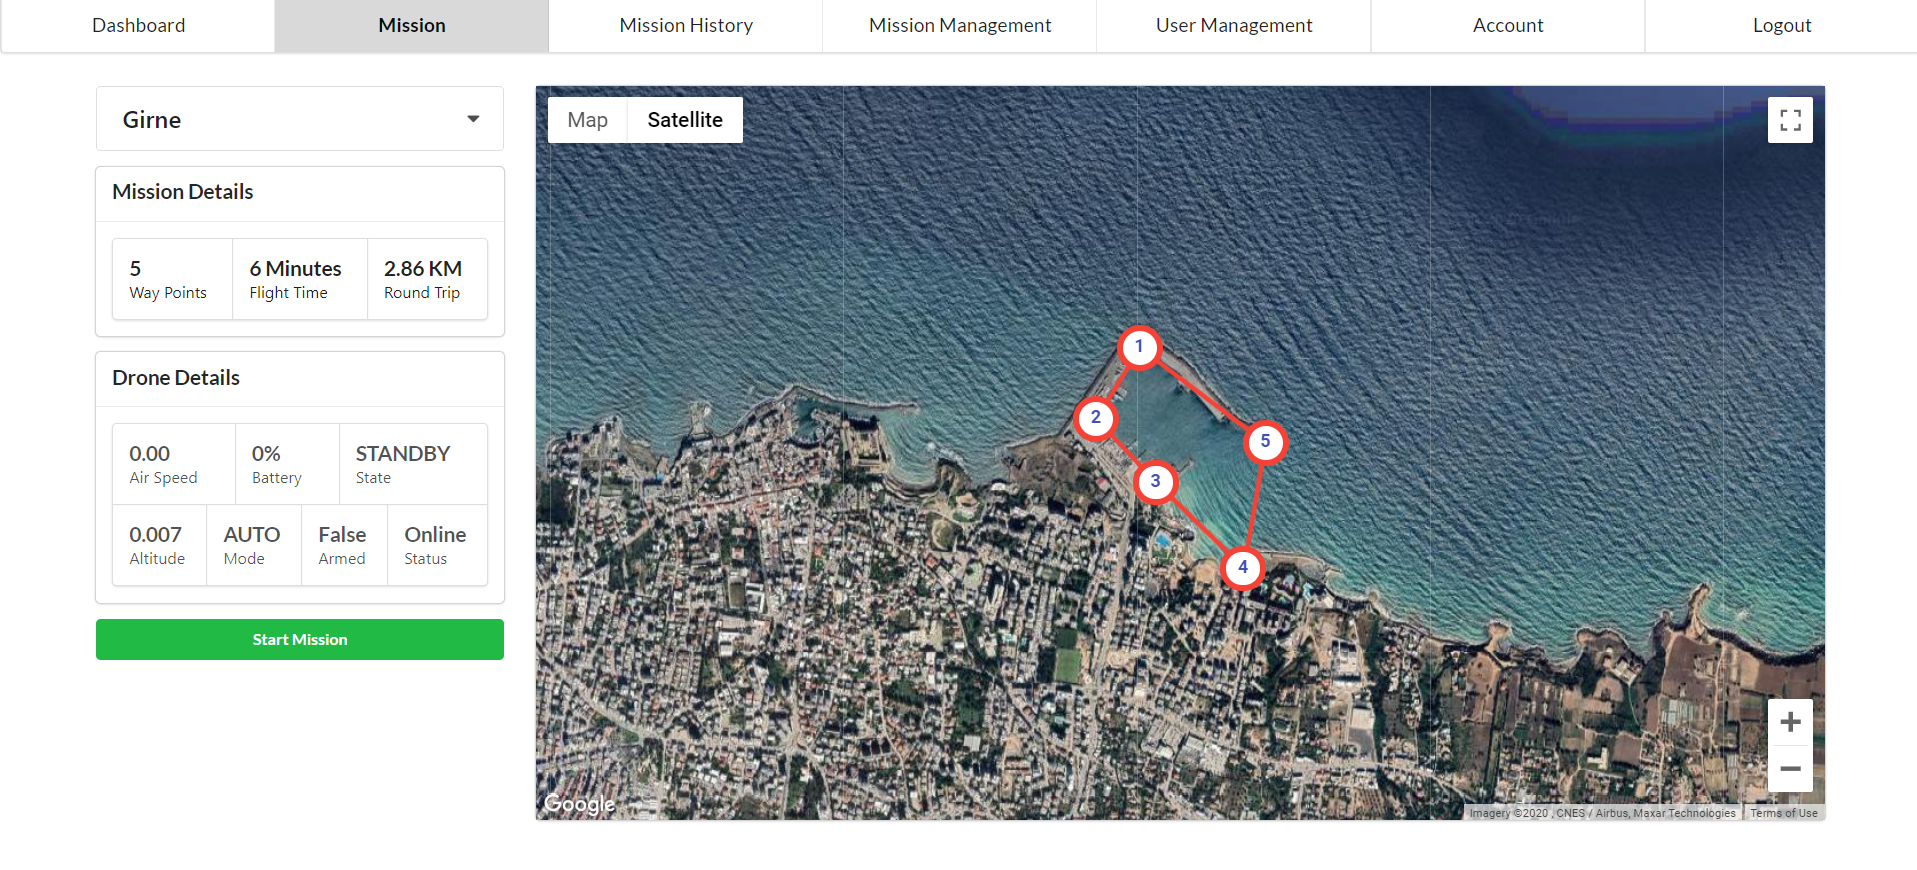 Dashboard
Mission
Mission History
Mission Management
User Management
Account
Logout
Girne
Mission Details
5
Way Points
6 Minutes
Flight Time
2.86 KM
Round Trip
Drone Details
0.00
Air Speed
0%
Battery
STANDBY
State
0.007
Altitude
AUTO
Mode
False
Armed
Online
Status
Start Mission
Map
Satellite
1
2
5
3
4
Google
Imagery ©2020 , CNES / Airbus, Maxar Technologies
Terms of Use